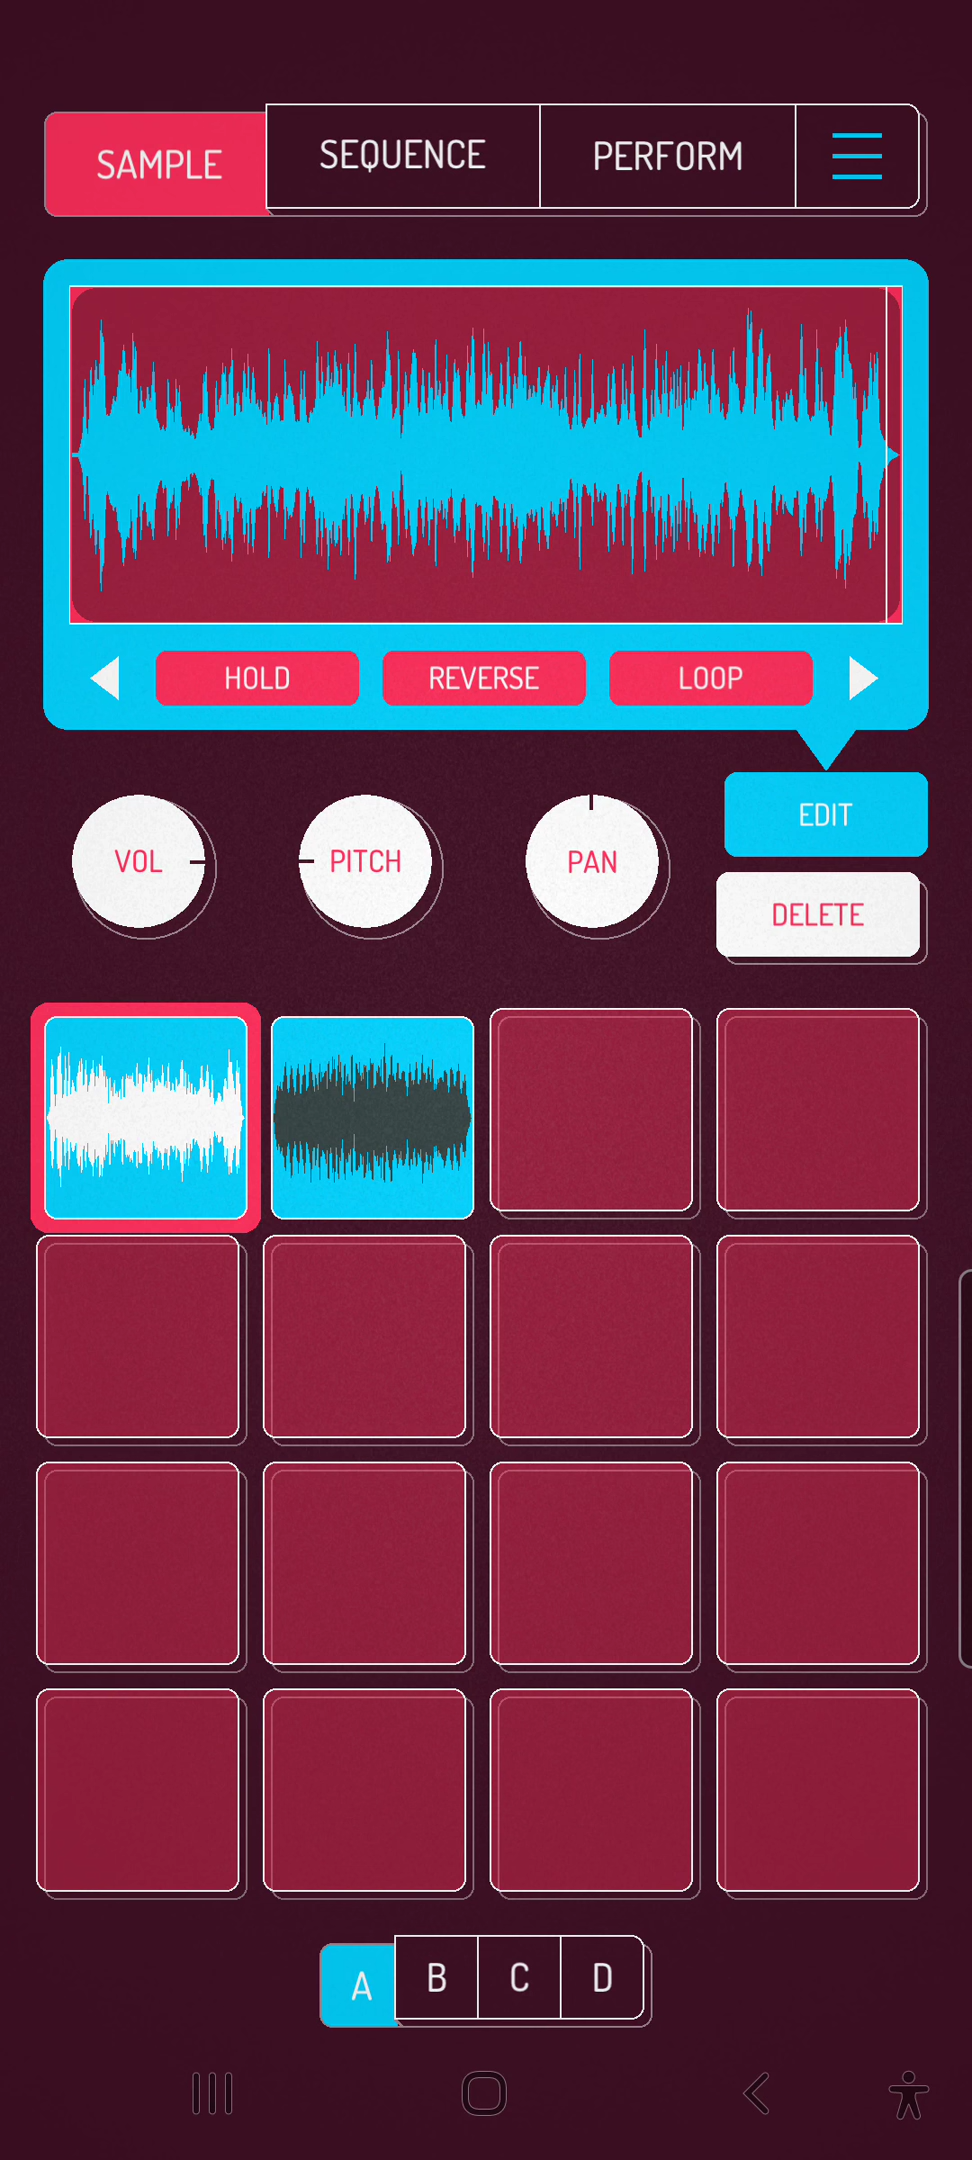 SAMPLE SEQUENCE PERFORM
HOLD REVERSE LOOP
VOL PITCH PAN EDIT
DELETE
A B C D